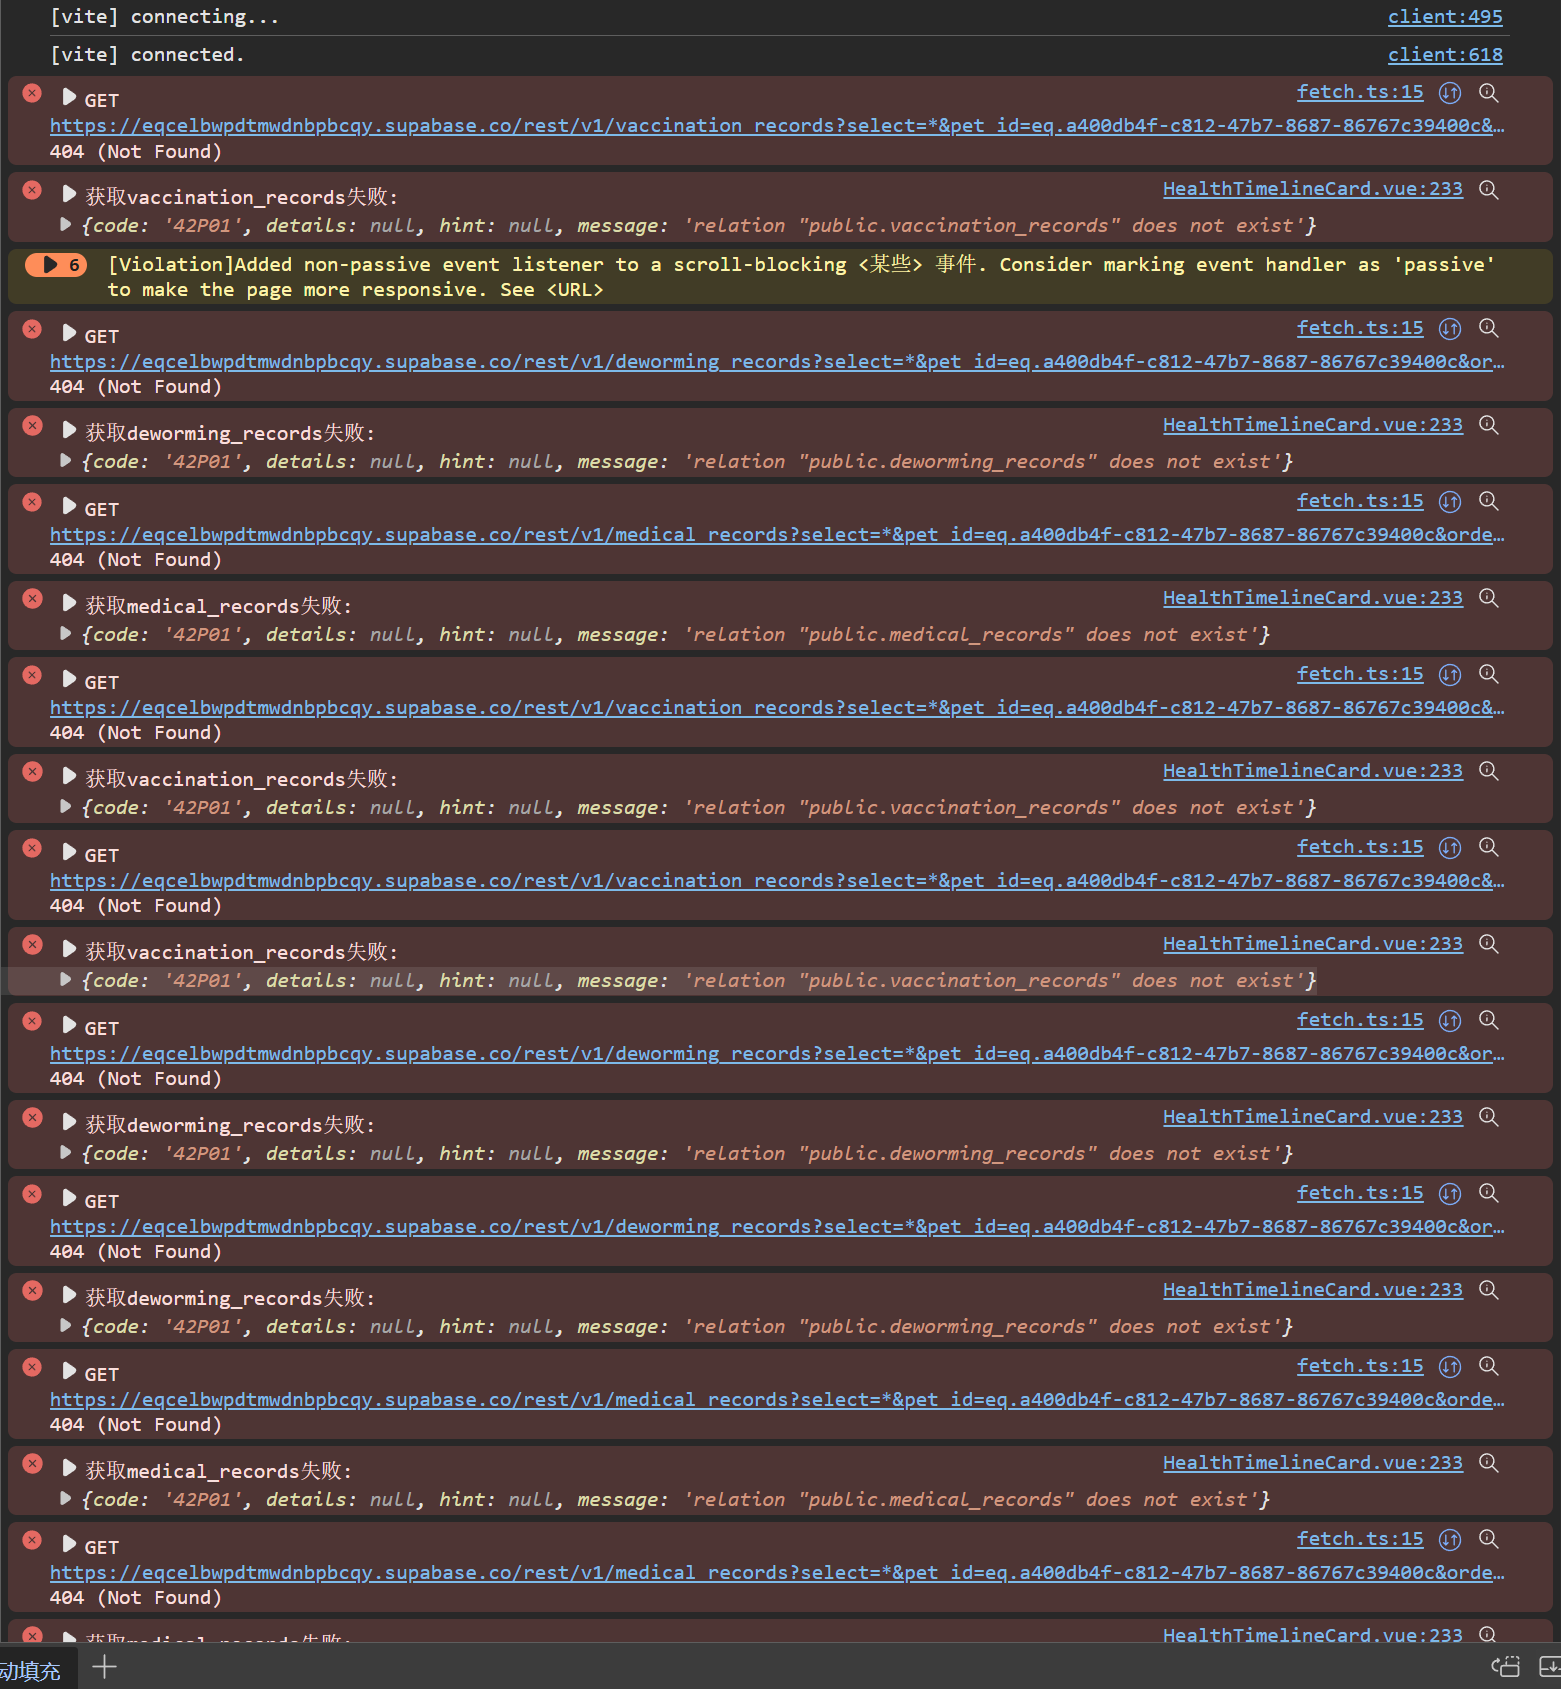 [vite] connecting... client:495
[vite] connected. client:618
GET fetch.ts:15
https://eqcelbwpdtmwdnbpbcqy.supabase.co/rest/v1/vaccination_records?select=*&pet_id=eq.a400db4f-c812-47b7-8687-86767c39400c&…
404 (Not Found)
获取vaccination_records失败: HealthTimelineCard.vue:233
{code: '42P01', details: null, hint: null, message: 'relation "public.vaccination_records" does not exist'}
6 [Violation]Added non-passive event listener to a scroll-blocking <某些> 事件. Consider marking event handler as 'passive'
to make the page more responsive. See <URL>
GET fetch.ts:15
https://eqcelbwpdtmwdnbpbcqy.supabase.co/rest/v1/deworming_records?select=*&pet_id=eq.a400db4f-c812-47b7-8687-86767c39400c&or…
404 (Not Found)
获取deworming_records失败: HealthTimelineCard.vue:233
{code: '42P01', details: null, hint: null, message: 'relation "public.deworming_records" does not exist'}
GET fetch.ts:15
https://eqcelbwpdtmwdnbpbcqy.supabase.co/rest/v1/medical_records?select=*&pet_id=eq.a400db4f-c812-47b7-8687-86767c39400c&orde…
404 (Not Found)
获取medical_records失败: HealthTimelineCard.vue:233
{code: '42P01', details: null, hint: null, message: 'relation "public.medical_records" does not exist'}
GET fetch.ts:15
https://eqcelbwpdtmwdnbpbcqy.supabase.co/rest/v1/vaccination_records?select=*&pet_id=eq.a400db4f-c812-47b7-8687-86767c39400c&…
404 (Not Found)
获取vaccination_records失败: HealthTimelineCard.vue:233
{code: '42P01', details: null, hint: null, message: 'relation "public.vaccination_records" does not exist'}
GET fetch.ts:15
https://eqcelbwpdtmwdnbpbcqy.supabase.co/rest/v1/vaccination_records?select=*&pet_id=eq.a400db4f-c812-47b7-8687-86767c39400c&…
404 (Not Found)
获取vaccination_records失败: HealthTimelineCard.vue:233
{code: '42P01', details: null, hint: null, message: 'relation "public.vaccination_records" does not exist'}
GET fetch.ts:15
https://eqcelbwpdtmwdnbpbcqy.supabase.co/rest/v1/deworming_records?select=*&pet_id=eq.a400db4f-c812-47b7-8687-86767c39400c&or…
404 (Not Found)
获取deworming_records失败: HealthTimelineCard.vue:233
{code: '42P01', details: null, hint: null, message: 'relation "public.deworming_records" does not exist'}
GET fetch.ts:15
https://eqcelbwpdtmwdnbpbcqy.supabase.co/rest/v1/deworming_records?select=*&pet_id=eq.a400db4f-c812-47b7-8687-86767c39400c&or…
404 (Not Found)
获取deworming_records失败: HealthTimelineCard.vue:233
{code: '42P01', details: null, hint: null, message: 'relation "public.deworming_records" does not exist'}
GET fetch.ts:15
https://eqcelbwpdtmwdnbpbcqy.supabase.co/rest/v1/medical_records?select=*&pet_id=eq.a400db4f-c812-47b7-8687-86767c39400c&orde…
404 (Not Found)
获取medical_records失败: HealthTimelineCard.vue:233
{code: '42P01', details: null, hint: null, message: 'relation "public.medical_records" does not exist'}
GET fetch.ts:15
https://eqcelbwpdtmwdnbpbcqy.supabase.co/rest/v1/medical_records?select=*&pet_id=eq.a400db4f-c812-47b7-8687-86767c39400c&orde…
404 (Not Found)
获取medical_records失败: HealthTimelineCard.vue:233
动填充